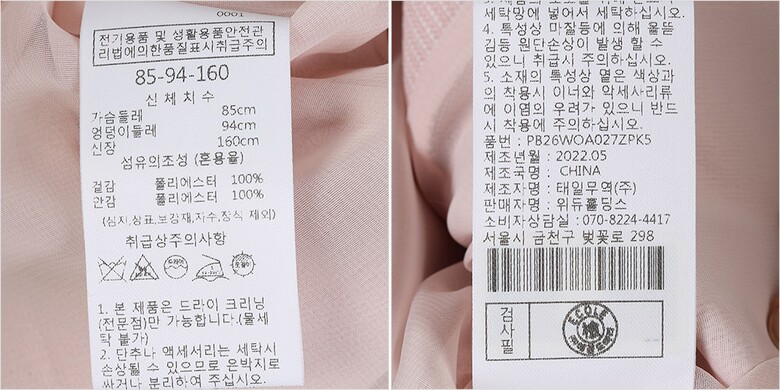 0001
전기용품 및 생활용품안전관
리법에의한품질표시취급주의
85-94-160
신체치수
가슴둘레 85cm
엉덩이둘레 94cm
신장 160cm
섬유의조성 (혼용율)
겉감 폴리에스터 100%
안감 폴리에스터 100%
(심지,상표,보강재,자수,장식 제외)
취급상주의사항
드라이
옷걸이
1. 본 제품은 드라이 크리닝
(전문점)만 가능합니다.(물세
탁 불가)
2. 단추나 액세서리는 세탁시
손상될 수 있으므로 은박지로
싸거나 분리하여 주십시오.
세탁망에 넣어서 세탁하십시오.
4. 특성상 마찰등에 의해 올뜯
김등 원단손상이 발생 할 수
있으니 취급시 주의하십시오.
5. 소재의 특성상 옅은 색상과
의 착용시 이너와 악세사리류
에 이염의 우려가 있으니 반드
시 착용에 주의하십시오.
품번 : PB26WOA027ZPK5
제조년월 : 2022.05
제조국명 : CHINA
제조자명 : 태일무역(주)
판매자명 : 위듀홀딩스
소비자상담실 : 070-8224-4417
서울시 금천구 벚꽃로 298
검사필
ECOLE